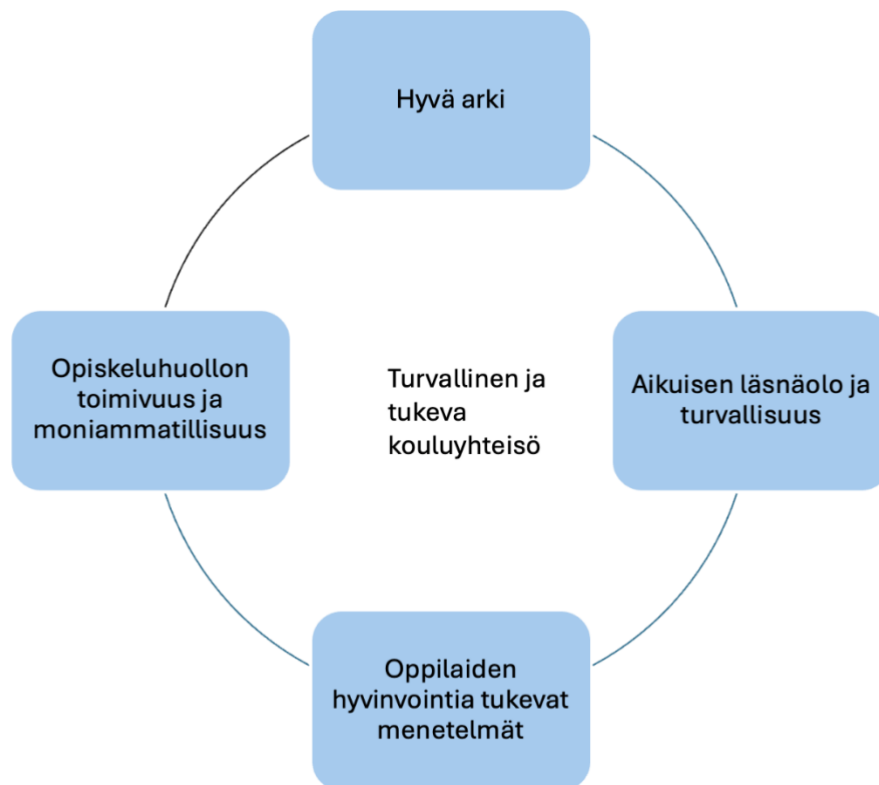 Hyvä arki
Opiskeluhuollon
toimivuus ja
moniammatillisuus
Turvallinen ja
tukeva
kouluyhteisö
Aikuisen läsnäolo ja
turvallisuus
Oppilaiden
hyvinvointia tukevat
menetelmät